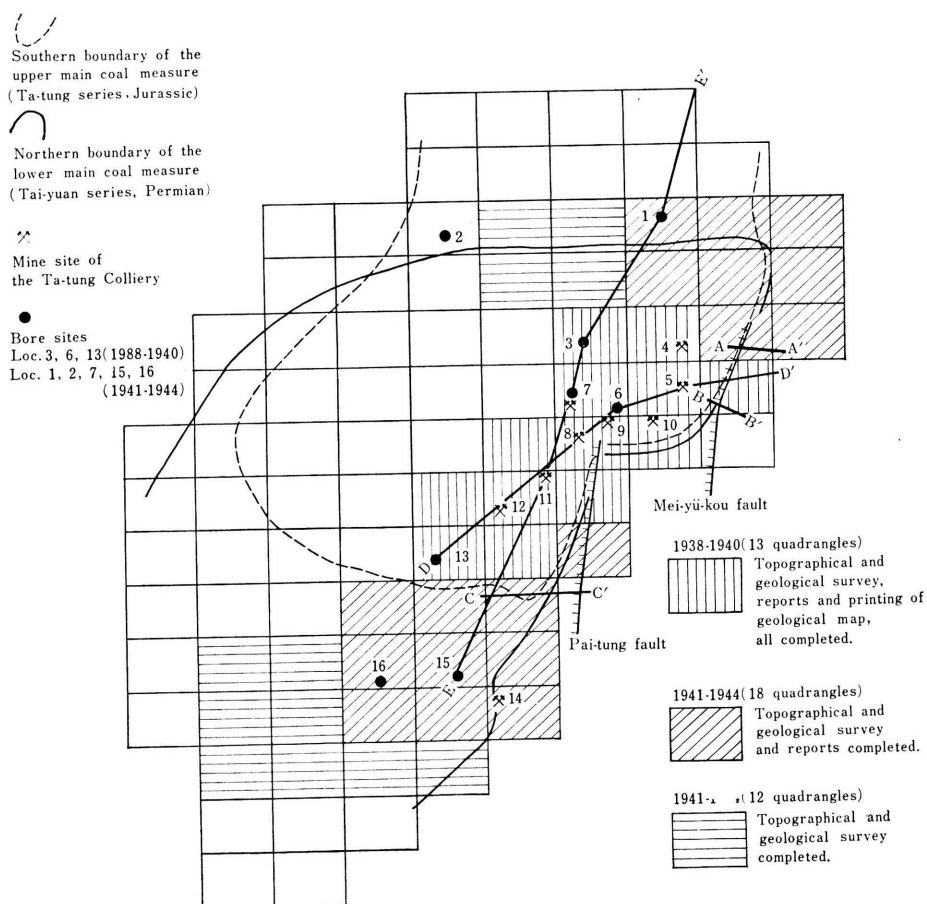 Southern boundary of the
upper main coal measure
(Ta-tung series, Jurassic)
Northern boundary of the
lower main coal measure
(Tai-yuan series, Permian)
Mine site of
the Ta-tung Colliery
Bore sites
Loc. 3, 6, 13(1988-1940)
Loc. 1, 2, 7, 15, 16
(1941-1944)
E'
1
2
3
4
A
A''
7
6
5
D'
B
B'
8
9
10
11
12
D
13
C
C'
16
15
E
14
Mei-yü-kou fault
Pai-tung fault
1938-1940(13 quadrangles)
Topographical and
geological survey,
reports and printing of
geological map,
all completed.
1941-1944(18 quadrangles)
Topographical and
geological survey
and reports completed.
1941- (12 quadrangles)
Topographical and
geological survey
completed.